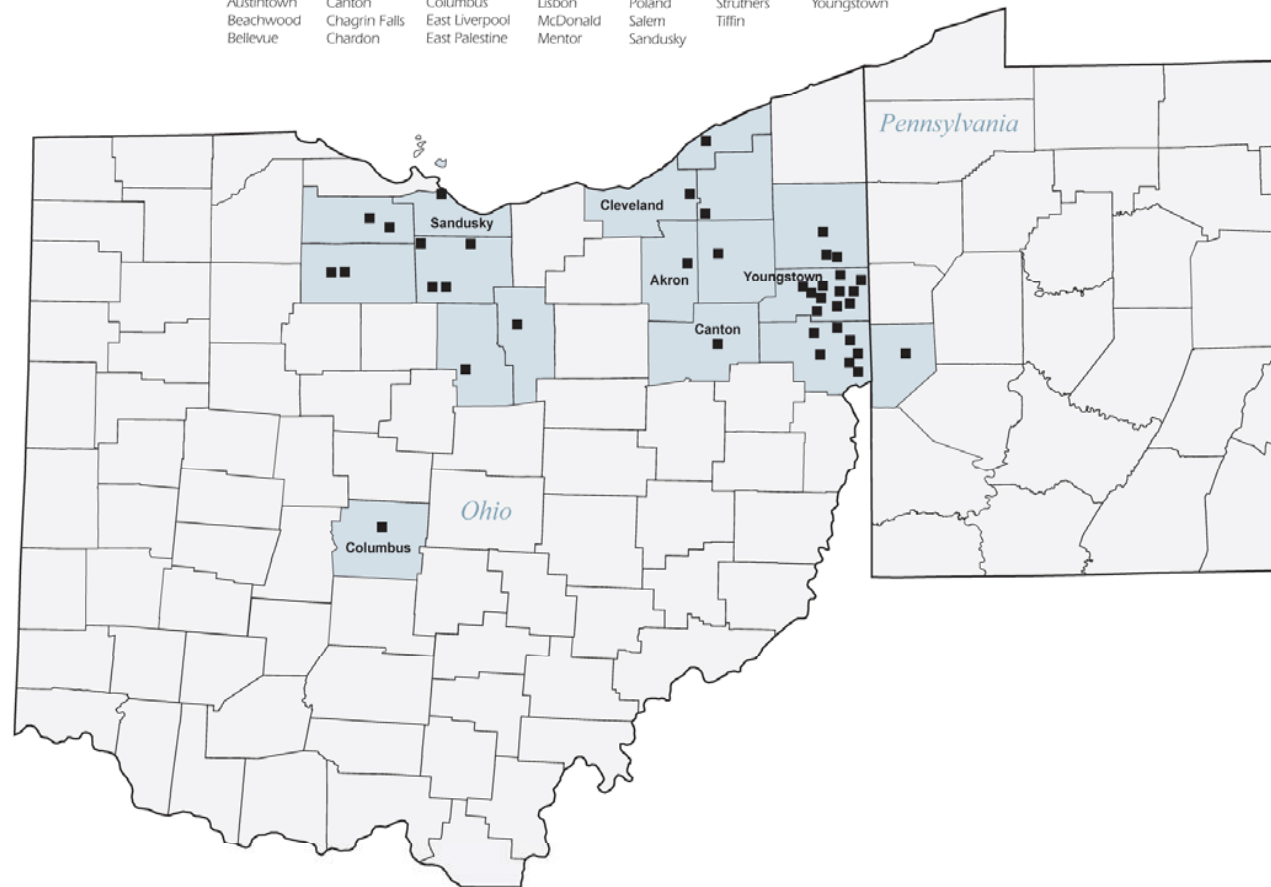 Austintown Canton Columbus Lisbon Poland Struthers Youngstown
Beachwood Chagrin Falls East Liverpool McDonald Salem Tiffin
Bellevue Chardon East Palestine Mentor Sandusky
Pennsylvania
Cleveland
Sandusky
Akron
Youngstown
Canton
Ohio
Columbus